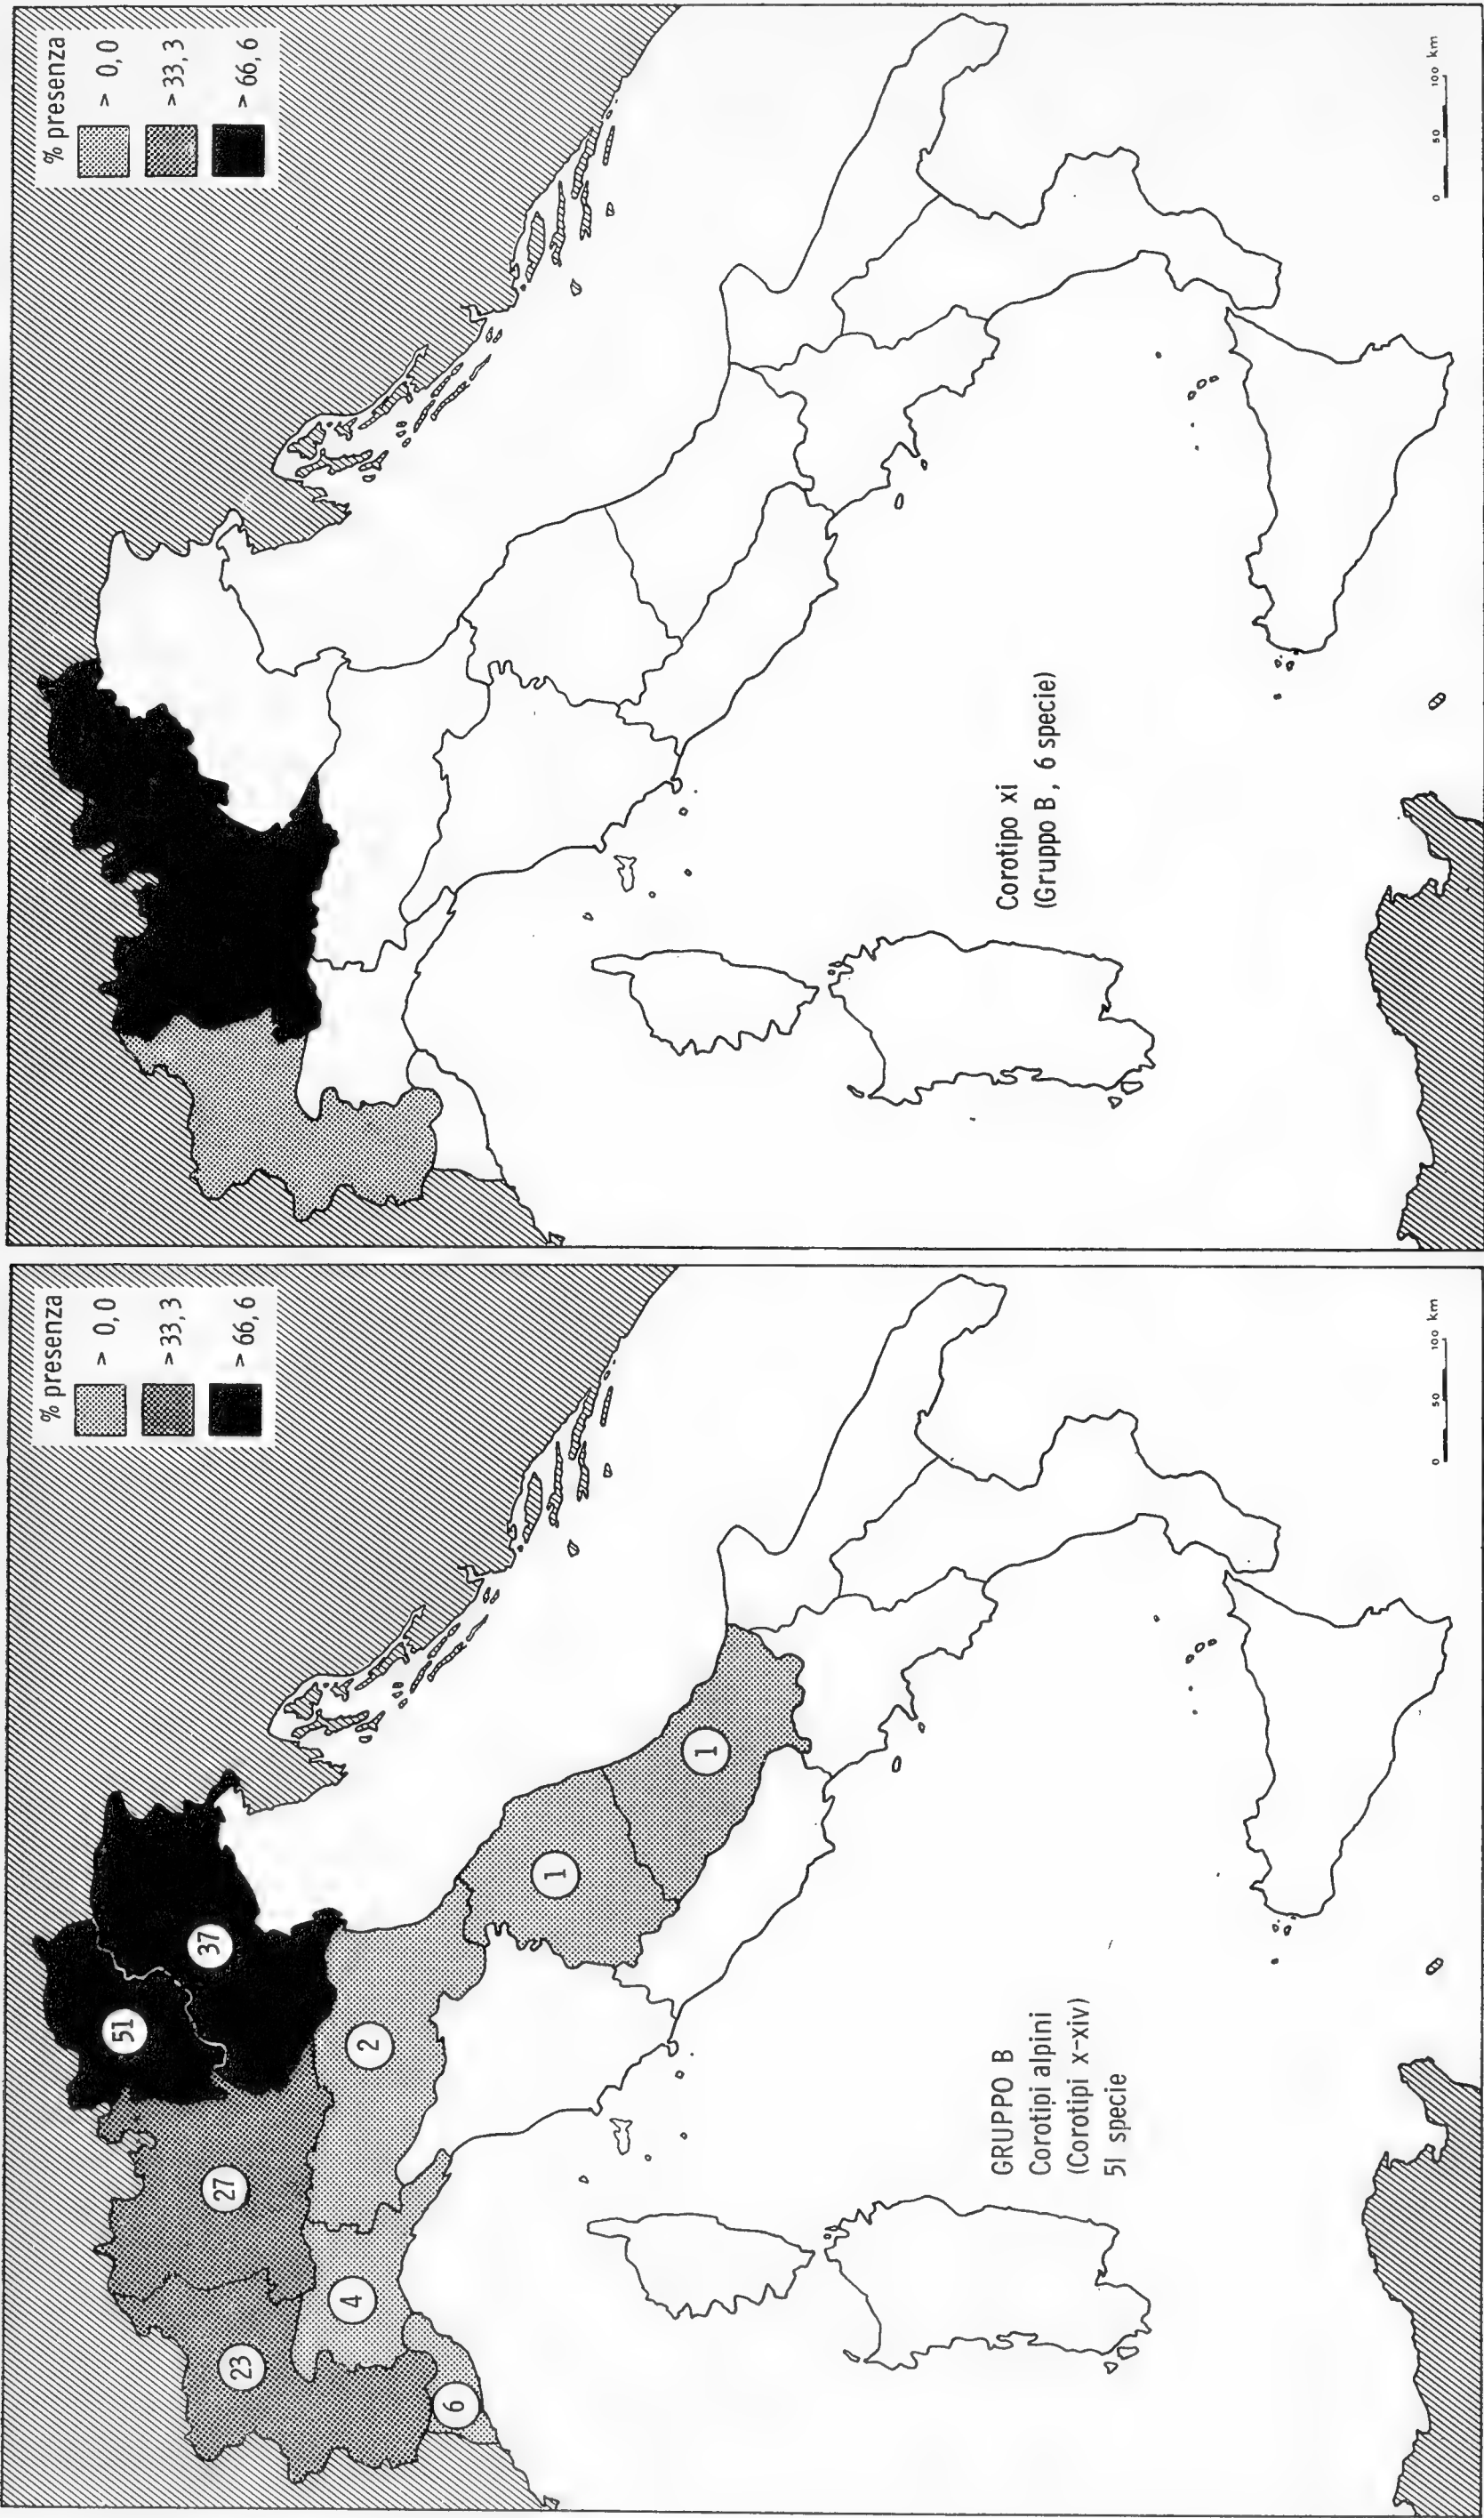 % presenza
> 0,0
> 33,3
> 66,6
51
37
27
23
2
4
6
1
1
GRUPPO B
Corotipi alpini
(Corotipi x-xiv)
51 specie
0 50 100 km
% presenza
> 0,0
> 33,3
> 66,6
Corotipo xi
(Gruppo B, 6 specie)
0 50 100 km